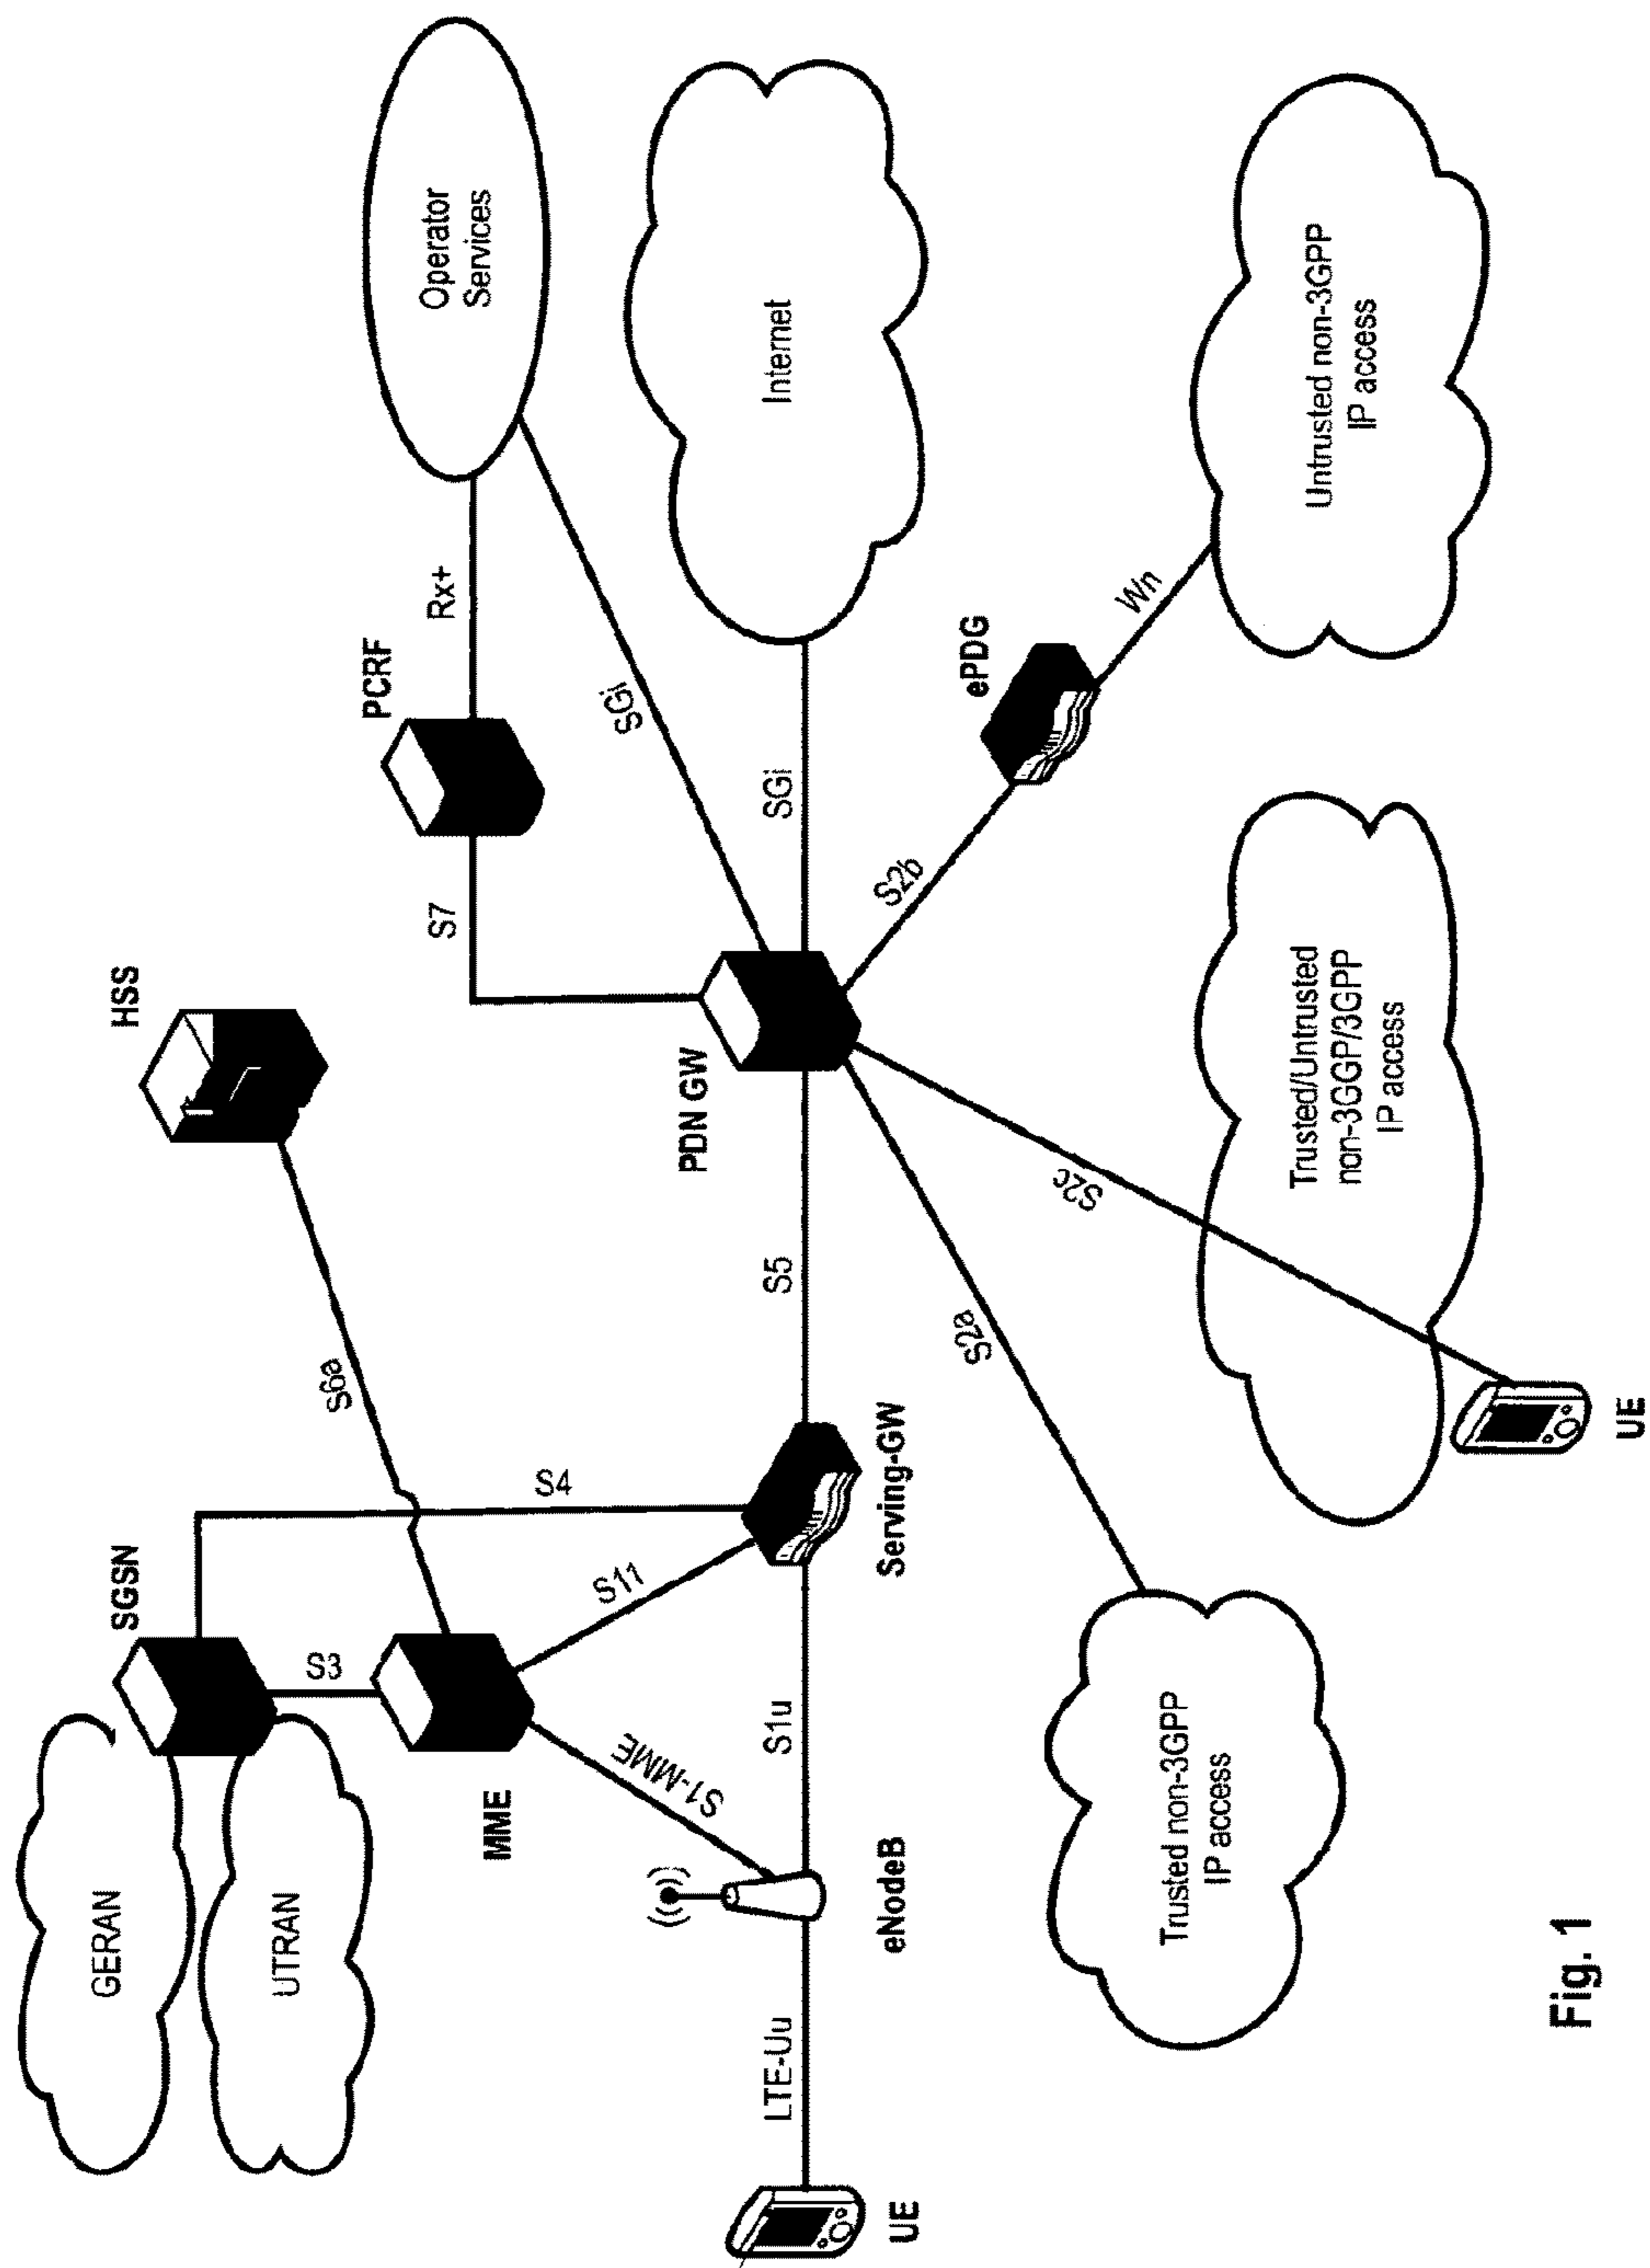 GERAN
UTRAN
SGSN
HSS
S3
S4
S6a
MME
S11
S1-MME
PCRF
S7
Rx+
Operator
Services
SGi
UE
LTE-Uu
eNodeB
S1u
Serving-GW
S5
PDN GW
SGi
Internet
S2a
S2c
S2b
ePDG
Wn
Trusted non-3GPP
IP access
UE
Trusted/Untrusted
non-3GGP/3GPP
IP access
Untrusted non-3GPP
IP access
Fig. 1